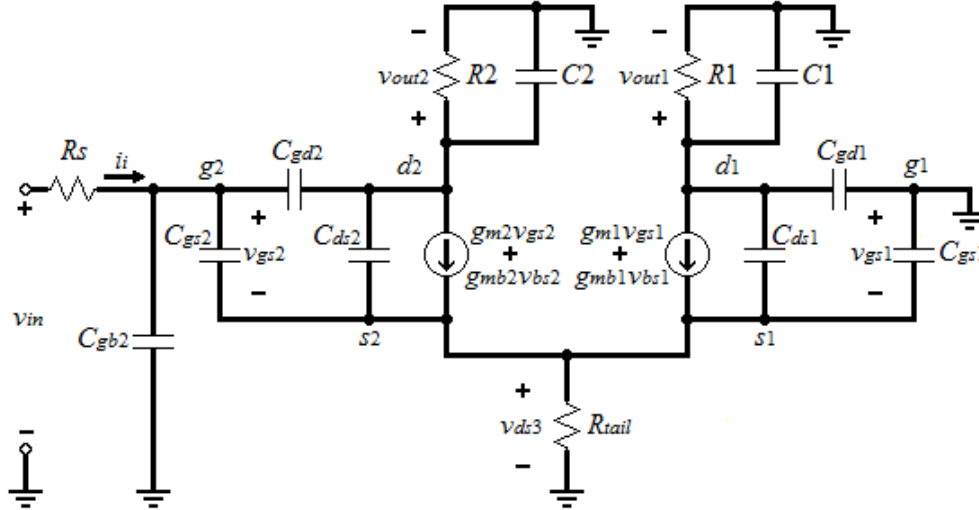 − −
vout2 R2 C2 vout1 R1 C1
+ +
Rs ii g2 Cgd2 d2 d1 Cgd1 g1
+
Cgs2 + vgs2 − Cds2 gm2vgs2 + gmb2vbs2 gm1vgs1 + gmb1vbs1 Cds1 + vgs1 − Cgs1
vin Cgb2 s2 s1
+
vds3 Rtail
− −